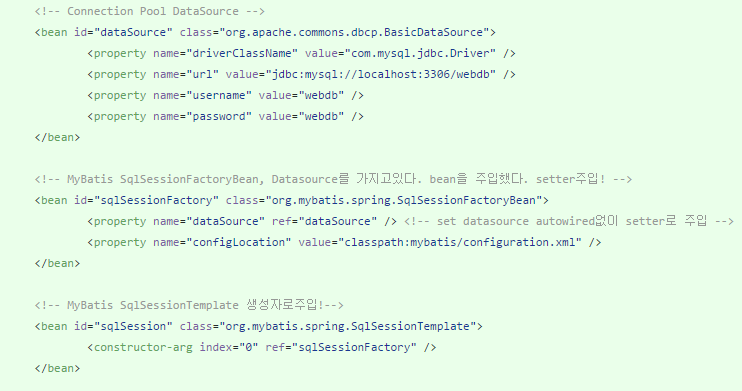 <!-- Connection Pool DataSource -->
<bean id="dataSource" class="org.apache.commons.dbcp.BasicDataSource">
<property name="driverClassName" value="com.mysql.jdbc.Driver" />
<property name="url" value="jdbc:mysql://localhost:3306/webdb" />
<property name="username" value="webdb" />
<property name="password" value="webdb" />
</bean>
<!-- MyBatis SqlSessionFactoryBean, Datasource를 가지고있다. bean을 주입했다. setter주입! -->
<bean id="sqlSessionFactory" class="org.mybatis.spring.SqlSessionFactoryBean">
<property name="dataSource" ref="dataSource" /> <!-- set datasource autowired없이 setter로 주입 -->
<property name="configLocation" value="classpath:mybatis/configuration.xml" />
</bean>
<!-- MyBatis SqlSessionTemplate 생성자로주입!-->
<bean id="sqlSession" class="org.mybatis.spring.SqlSessionTemplate">
<constructor-arg index="0" ref="sqlSessionFactory" />
</bean>